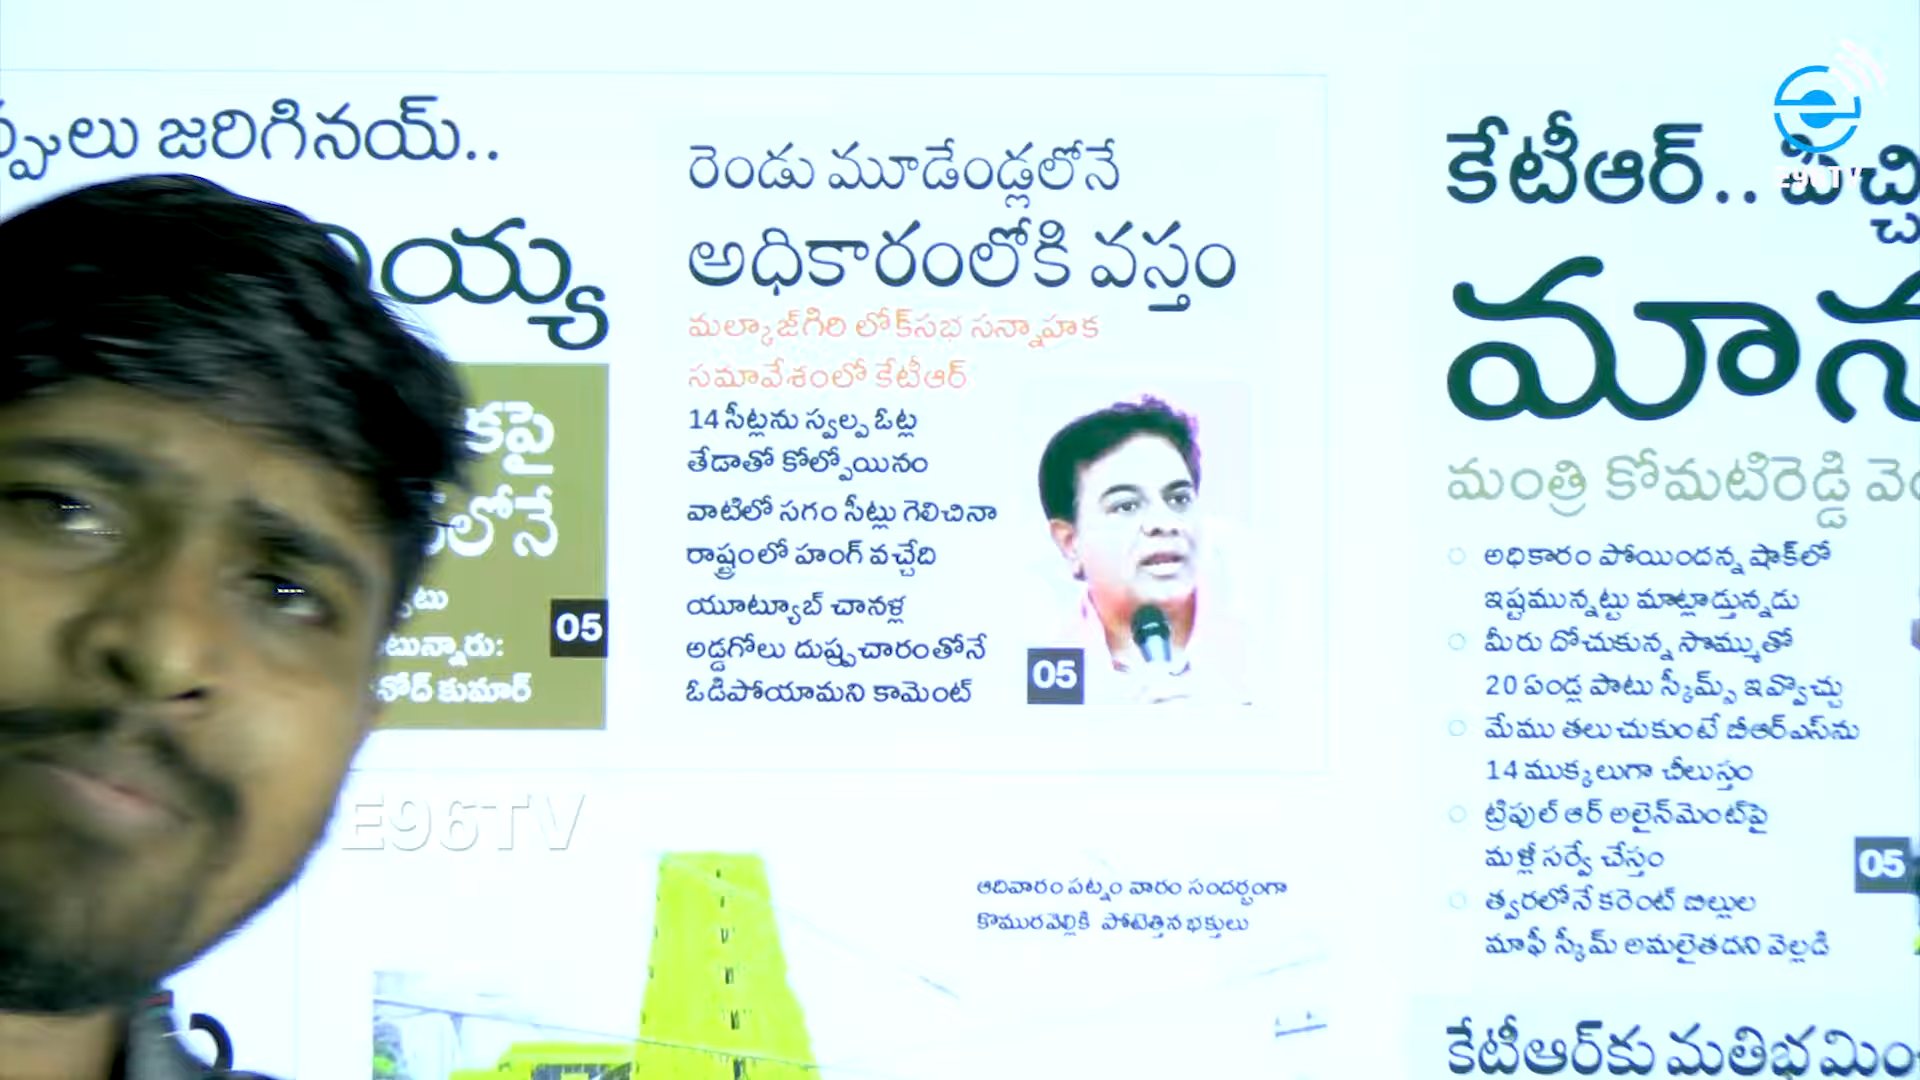 జరిగినయ్..
05
రెండు మూడేండ్లలోనే
అధికారంలోకి వస్తం
మల్కాజ్‌గిరి లోక్‌సభ సన్నాహక
సమావేశంలో కేటీఆర్
14 సీట్లను స్వల్ప ఓట్ల
తేడాతో కోల్పోయినం
వాటిలో సగం సీట్లు గెలిచినా
రాష్ట్రంలో హంగ్ వచ్చేది
యూట్యూబ్ చానళ్ల
అడ్డగోలు దుష్ప్రచారంతోనే
ఓడిపోయామని కామెంట్
05
E96TV
ఆదివారం పట్నం వారం సందర్భంగా
కొమురవెల్లికి పోటెత్తిన భక్తులు
E96TV
కేటీఆర్..
మంత్రి కోమటిరెడ్డి
అధికారం పోయిందన్న షాక్‌లో
ఇష్టమున్నట్టు మాట్లాడ్తున్నడు
మీరు దోచుకున్న సొమ్ముతో
20 ఏండ్ల పాటు స్కీమ్స్ ఇవ్వొచ్చు
మేము తలుచుకుంటే బీఆర్ఎస్‌ను
14 ముక్కలుగా చీలుస్తం
ట్రిపుల్ ఆర్ అలైన్‌మెంట్‌పై
మళ్లీ సర్వే చేస్తం
త్వరలోనే కరెంట్ బిల్లుల
మాఫీ స్కీమ్ అమలైతదని వెల్లడి
05
కేటీఆర్‌కు